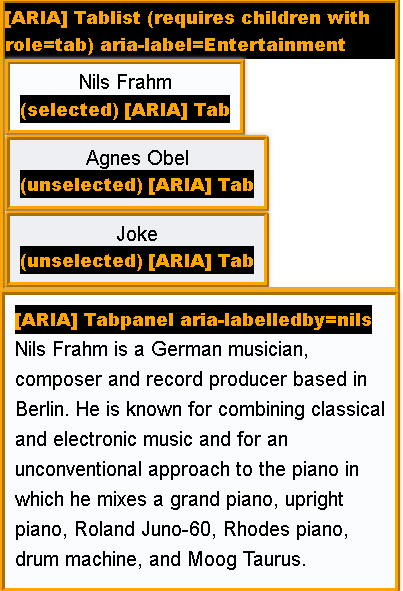 [ARIA] Tablist (requires children with
role=tab) aria-label=Entertainment
Nils Frahm
(selected) [ARIA] Tab
Agnes Obel
(unselected) [ARIA] Tab
Joke
(unselected) [ARIA] Tab
[ARIA] Tabpanel aria-labelledby=nils
Nils Frahm is a German musician,
composer and record producer based in
Berlin. He is known for combining classical
and electronic music and for an
unconventional approach to the piano in
which he mixes a grand piano, upright
piano, Roland Juno-60, Rhodes piano,
drum machine, and Moog Taurus.